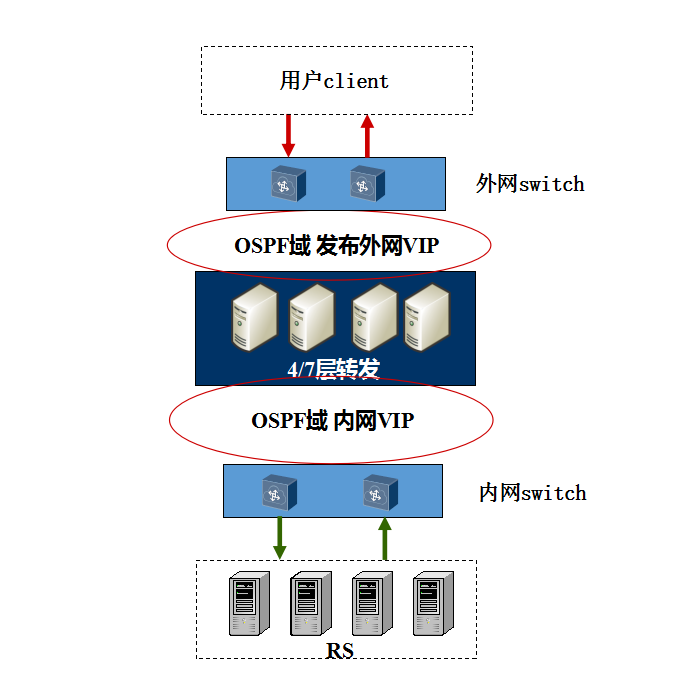 用户client
外网switch
OSPF域 发布外网VIP
4/7层转发
OSPF域 内网VIP
内网switch
RS